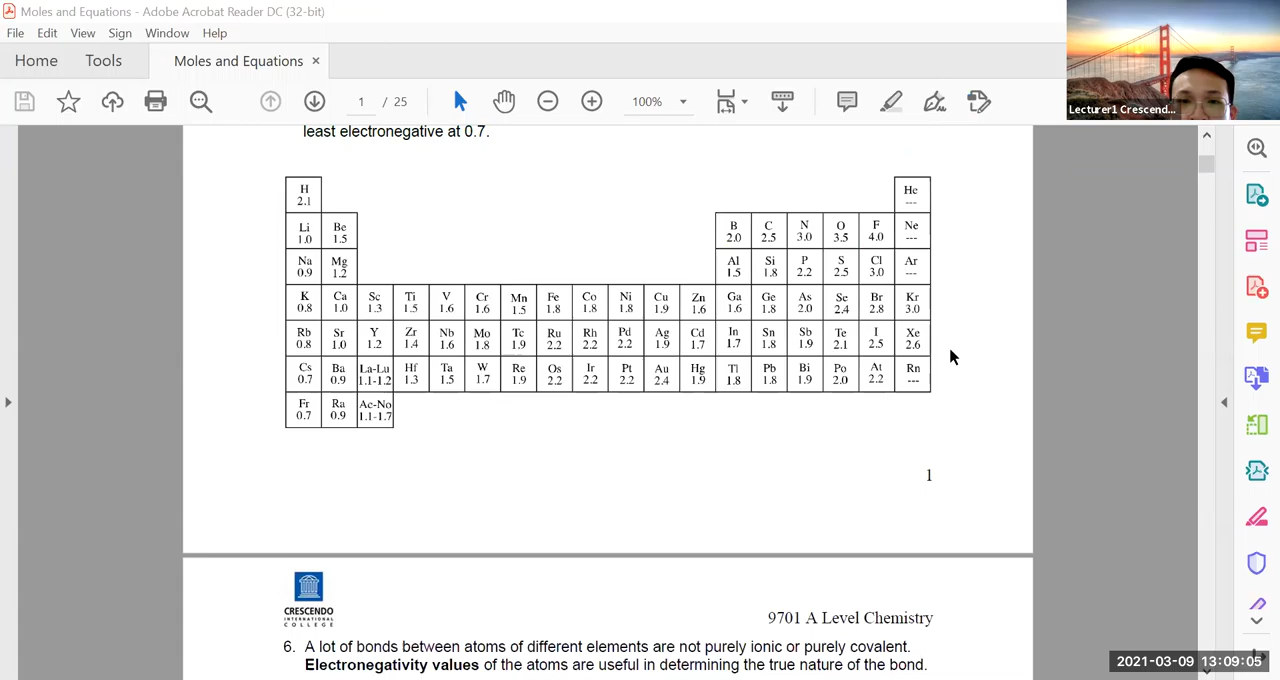 Moles and Equations - Adobe Acrobat Reader DC (32-bit)
File Edit View Sign Window Help
Home Tools Moles and Equations ×
1 / 25 100%
Lecturer1 Crescend...
least electronegative at 0.7.
H He
2.1 ---
Li Be B C N O F Ne
1.0 1.5 2.0 2.5 3.0 3.5 4.0 ---
Na Mg Al Si P S Cl Ar
0.9 1.2 1.5 1.8 2.2 2.5 3.0 ---
K Ca Sc Ti V Cr Mn Fe Co Ni Cu Zn Ga Ge As Se Br Kr
0.8 1.0 1.3 1.5 1.6 1.6 1.5 1.8 1.8 1.8 1.9 1.6 1.6 1.8 2.0 2.4 2.8 3.0
Rb Sr Y Zr Nb Mo Tc Ru Rh Pd Ag Cd In Sn Sb Te I Xe
0.8 1.0 1.2 1.4 1.6 1.8 1.9 2.2 2.2 2.2 1.9 1.7 1.7 1.8 1.9 2.1 2.5 2.6
Cs Ba La-Lu Hf Ta W Re Os Ir Pt Au Hg Tl Pb Bi Po At Rn
0.7 0.9 1.1-1.2 1.3 1.5 1.7 1.9 2.2 2.2 2.2 2.4 1.9 1.8 1.8 1.9 2.0 2.2 ---
Fr Ra Ac-No
0.7 0.9 1.1-1.7
1
CRESCENDO
INTERNATIONAL
COLLEGE
9701 A Level Chemistry
6. A lot of bonds between atoms of different elements are not purely ionic or purely covalent.
Electronegativity values of the atoms are useful in determining the true nature of the bond.
2021-03-09 13:09:05